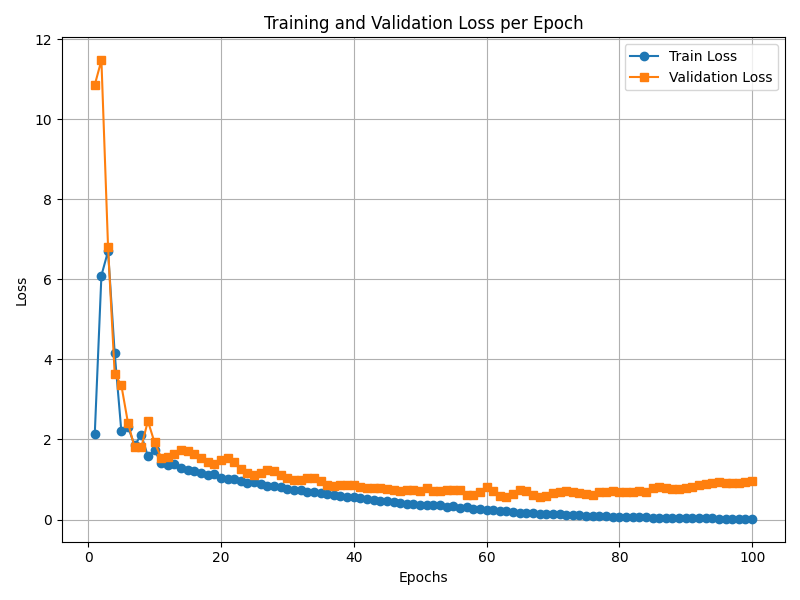 Training and Validation Loss per Epoch
Train Loss
Validation Loss
12
10
8
6
4
2
0
Loss
0 20 40 60 80 100
Epochs